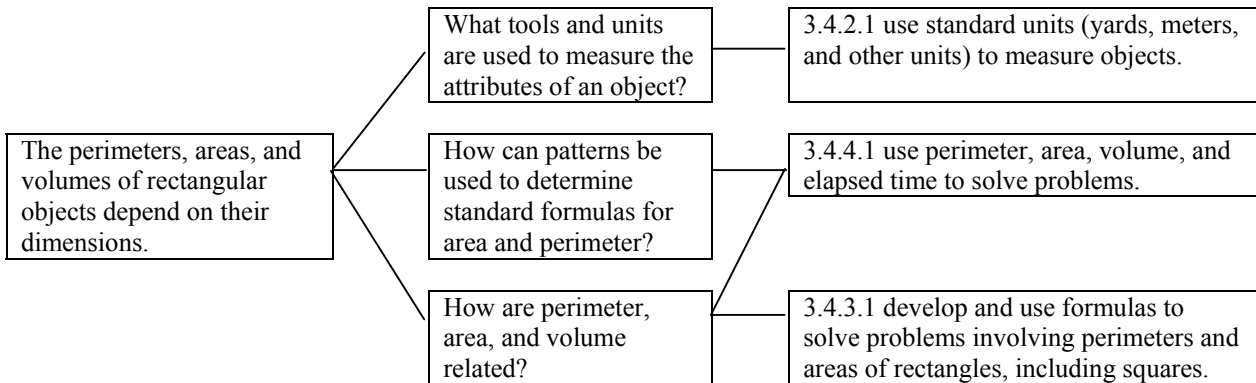 What tools and units
are used to measure the
attributes of an object?
3.4.2.1 use standard units (yards, meters,
and other units) to measure objects.
The perimeters, areas, and
volumes of rectangular
objects depend on their
dimensions.
How can patterns be
used to determine
standard formulas for
area and perimeter?
3.4.4.1 use perimeter, area, volume, and
elapsed time to solve problems.
How are perimeter,
area, and volume
related?
3.4.3.1 develop and use formulas to
solve problems involving perimeters and
areas of rectangles, including squares.